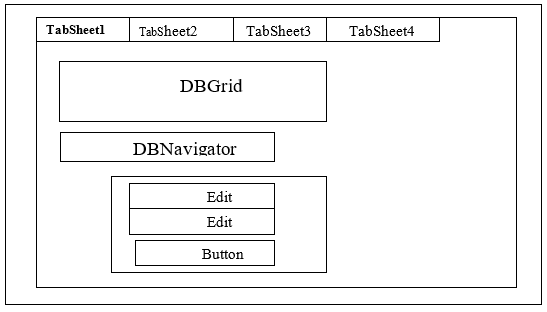 TabSheet1 TabSheet2 TabSheet3 TabSheet4
DBGrid
DBNavigator
Edit
Edit
Button